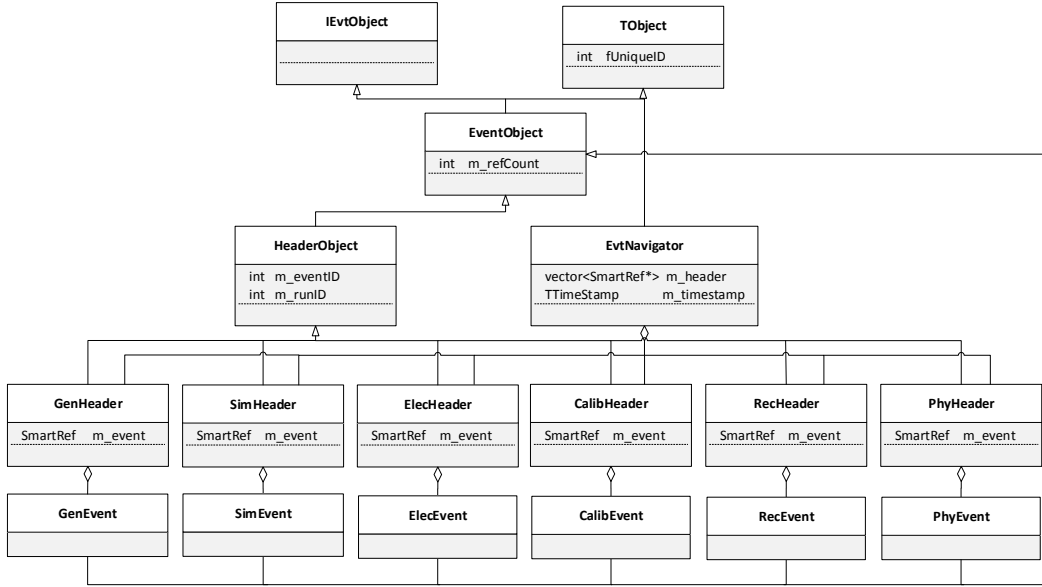 IEvtObject
TObject
int fUniqueID
EventObject
int m_refCount
HeaderObject
EvtNavigator
int m_eventID
int m_runID
vector<SmartRef*> m_header
TTimeStamp m_timestamp
GenHeader
SimHeader
ElecHeader
CalibHeader
RecHeader
PhyHeader
SmartRef m_event
SmartRef m_event
SmartRef m_event
SmartRef m_event
SmartRef m_event
SmartRef m_event
GenEvent
SimEvent
ElecEvent
CalibEvent
RecEvent
PhyEvent